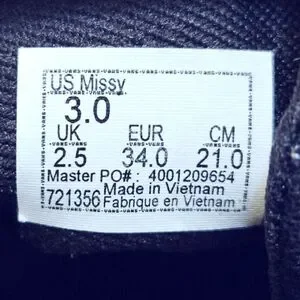 US Missy
3.0
UK EUR CM
2.5 34.0 21.0
Master PO# : 4001209654
721356 Made in Vietnam
Fabrique en Vietnam